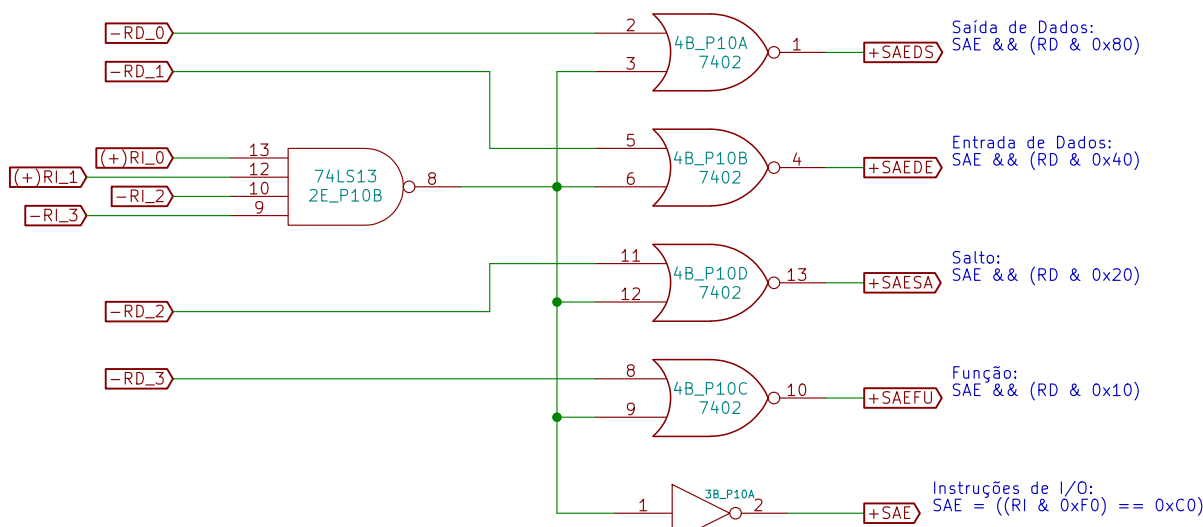 -RD_0
2
4B_P10A
7402
1
+SAEDS
Saída de Dados:
SAE && (RD & 0x80)
-RD_1
3
5
4B_P10B
7402
4
+SAEDE
Entrada de Dados:
SAE && (RD & 0x40)
6
(+)RI_0
13
(+)RI_1
12
-RI_2
10
-RI_3
9
74LS13
2E_P10B
8
11
4B_P10D
7402
13
+SAESA
Salto:
SAE && (RD & 0x20)
12
-RD_2
-RD_3
8
4B_P10C
7402
10
+SAEFU
Função:
SAE && (RD & 0x10)
9
1
3B_P10A
2
+SAE
Instruções de I/O:
SAE = ((RI & 0xF0) == 0xC0)